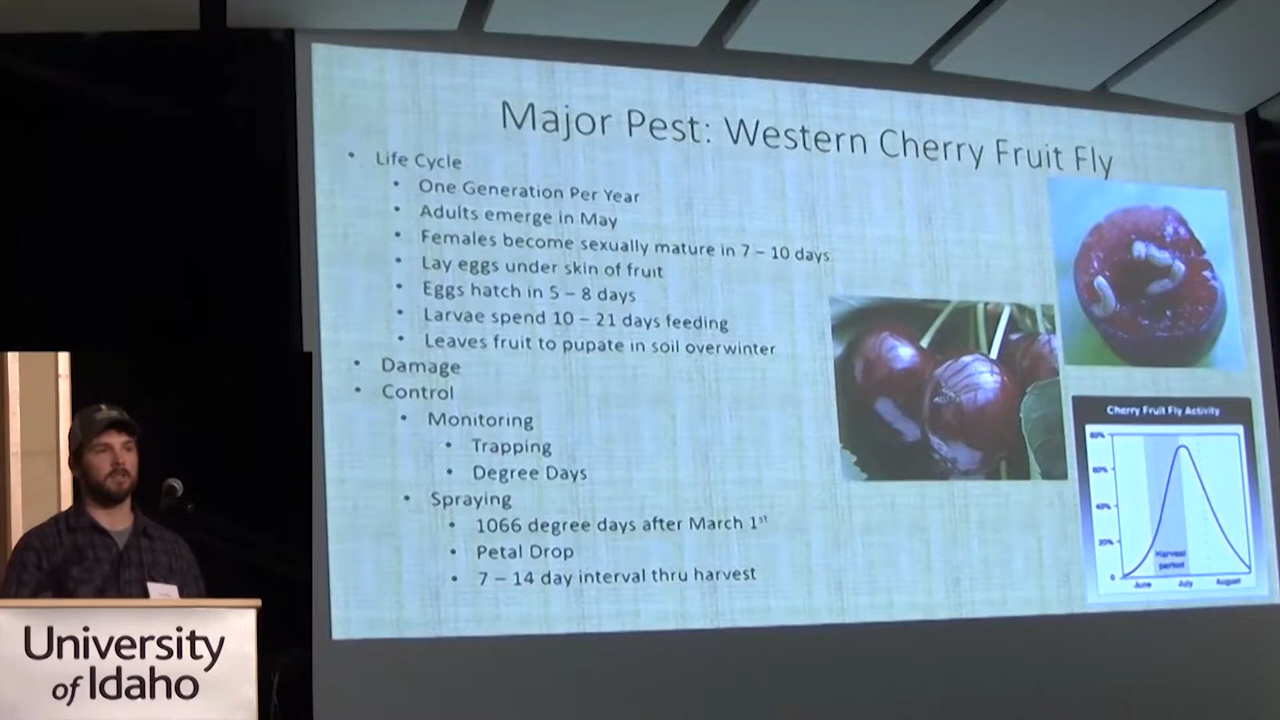 Major Pest: Western Cherry Fruit Fly
• Life Cycle
• One Generation Per Year
• Adults emerge in May
• Females become sexually mature in 7 – 10 days
• Lay eggs under skin of fruit
• Eggs hatch in 5 – 8 days
• Larvae spend 10 – 21 days feeding
• Leaves fruit to pupate in soil overwinter
• Damage
• Control
• Monitoring
• Trapping
• Degree Days
• Spraying
• 1066 degree days after March 1st
• Petal Drop
• 7 – 14 day interval thru harvest
Cherry Fruit Fly Activity
80%
60%
40%
20%
0
Harvest
period
June July August
University
of Idaho